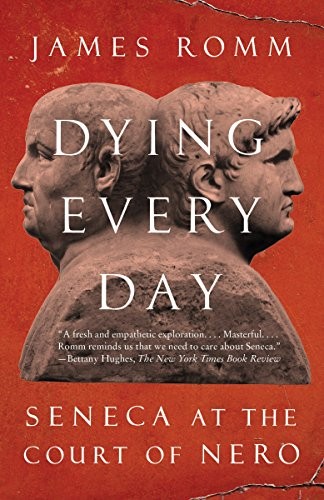 JAMES ROMM
DYING
EVERY
DAY
"A fresh and empathetic exploration. . . . Masterful. . . .
Romm reminds us that we need to care about Seneca."
—Bettany Hughes, The New York Times Book Review
SENECA AT THE
COURT OF NERO